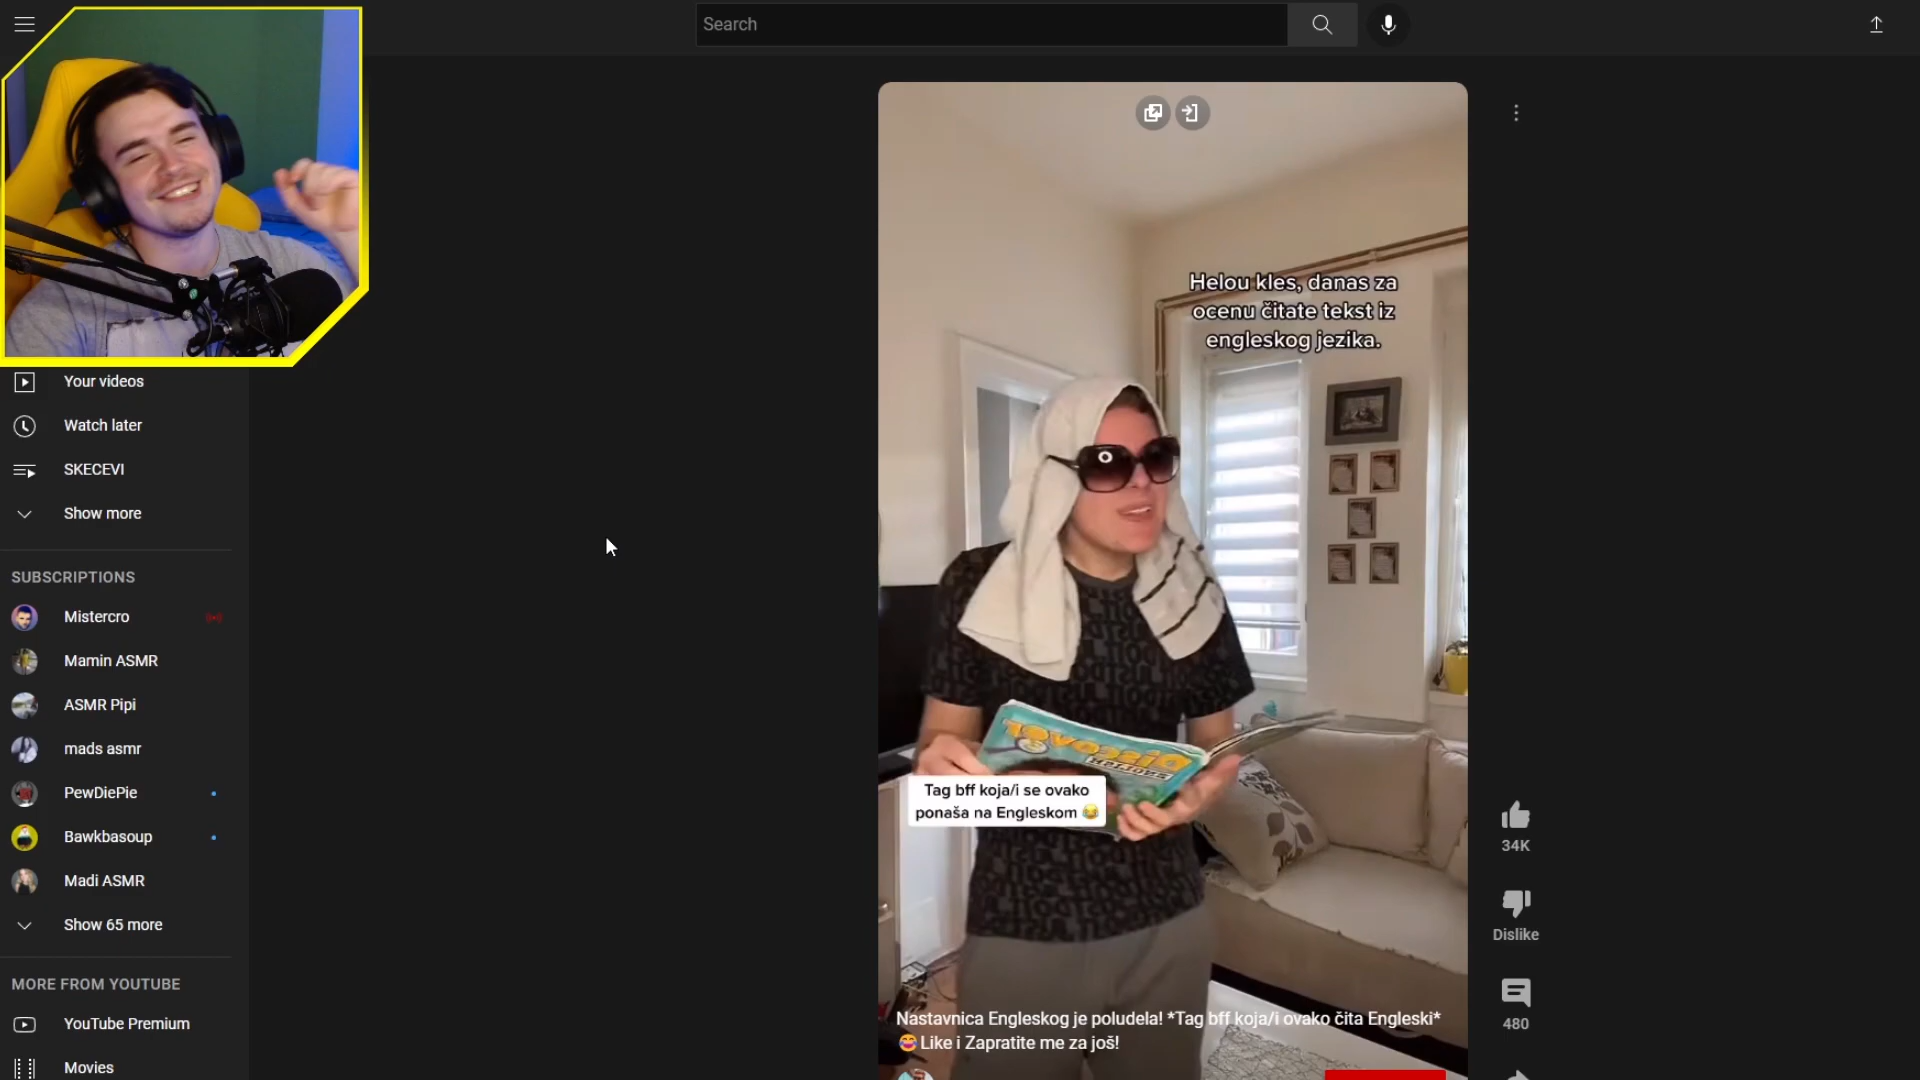 Search
Helou kles, danas za
ocenu čitate tekst iz
engleskog jezika.
Your videos
Watch later
SKECEVI
Show more
SUBSCRIPTIONS
Mistercro
Mamin ASMR
ASMR Pipi
mads asmr
PewDiePie
Bawkbasoup
Madi ASMR
Show 65 more
MORE FROM YOUTUBE
YouTube Premium
Movies
Discover
ENGLISH
Tag bff koja/i se ovako
ponaša na Engleskom 😂
34K
Dislike
480
Nastavnica Engleskog je poludela! *Tag bff koja/i ovako čita Engleski*
😂 Like i Zapratite me za još!